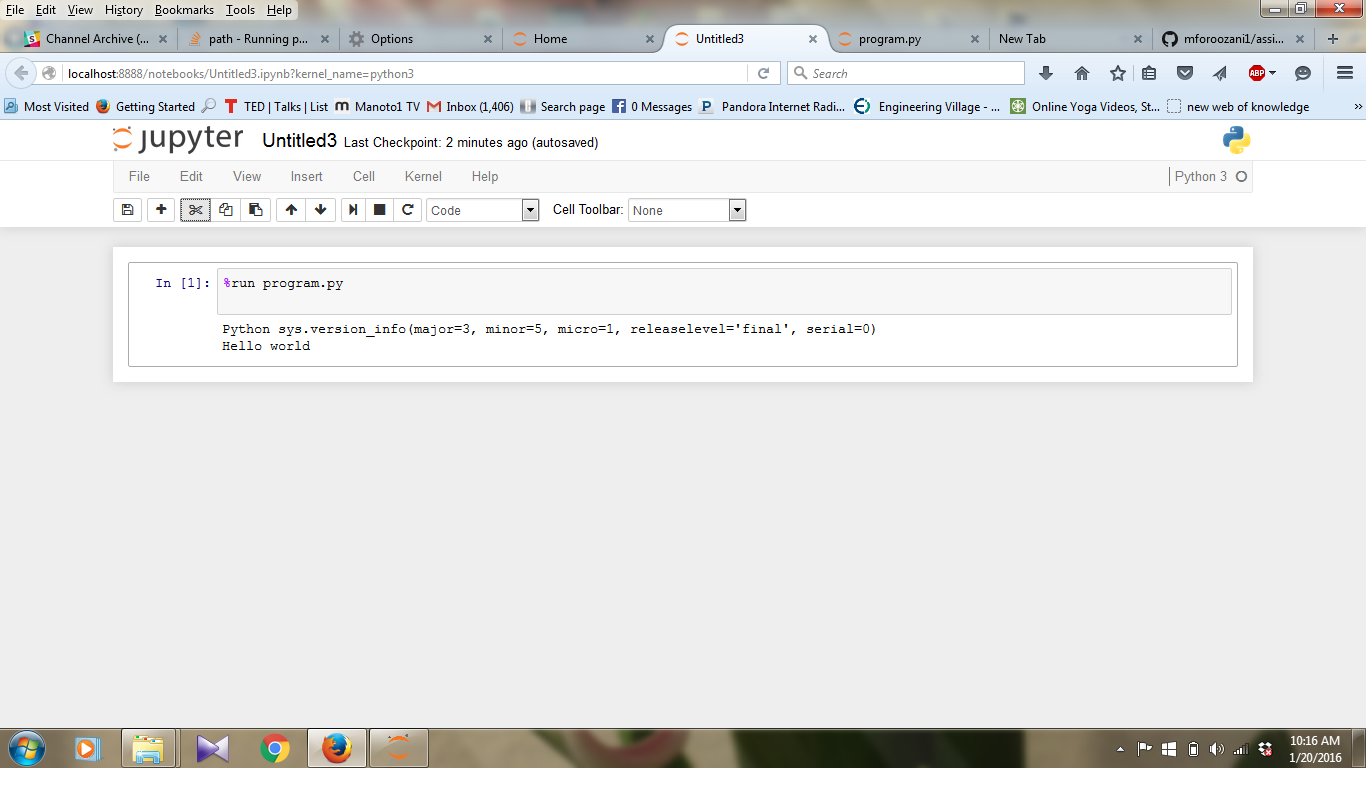 File Edit View History Bookmarks Tools Help
Channel Archive (... path - Running p... Options Home Untitled3 program.py New Tab mforoozani1/assi...
localhost:8888/notebooks/Untitled3.ipynb?kernel_name=python3 Search ABP
Most Visited Getting Started TED | Talks | List Manoto1 TV Inbox (1,406) Search page 0 Messages Pandora Internet Radi... Engineering Village - ... Online Yoga Videos, St... new web of knowledge
jupyter Untitled3 Last Checkpoint: 2 minutes ago (autosaved)
File Edit View Insert Cell Kernel Help Python 3
Code Cell Toolbar: None
In [1]: %run program.py
Python sys.version_info(major=3, minor=5, micro=1, releaselevel='final', serial=0)
Hello world
10:16 AM
1/20/2016